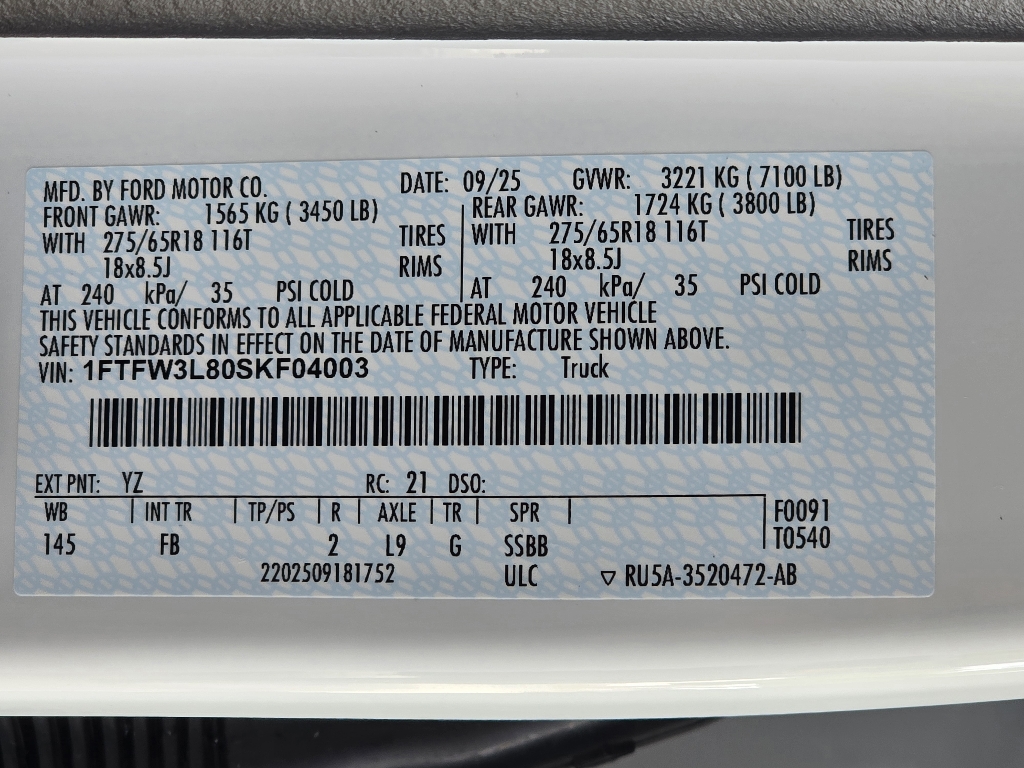 MFD. BY FORD MOTOR CO. DATE: 09/25 GVWR: 3221 KG ( 7100 LB)
FRONT GAWR: 1565 KG ( 3450 LB) REAR GAWR: 1724 KG ( 3800 LB)
WITH 275/65R18 116T TIRES WITH 275/65R18 116T TIRES
18x8.5J RIMS 18x8.5J RIMS
AT 240 kPa/ 35 PSI COLD AT 240 kPa/ 35 PSI COLD
THIS VEHICLE CONFORMS TO ALL APPLICABLE FEDERAL MOTOR VEHICLE
SAFETY STANDARDS IN EFFECT ON THE DATE OF MANUFACTURE SHOWN ABOVE.
VIN: 1FTFW3L80SKF04003 TYPE: Truck
EXT PNT: YZ RC: 21 DSO:
WB INT TR TP/PS R AXLE TR SPR F0091
145 FB 2 L9 G SSBB T0540
2202509181752 ULC ▽ RU5A-3520472-AB